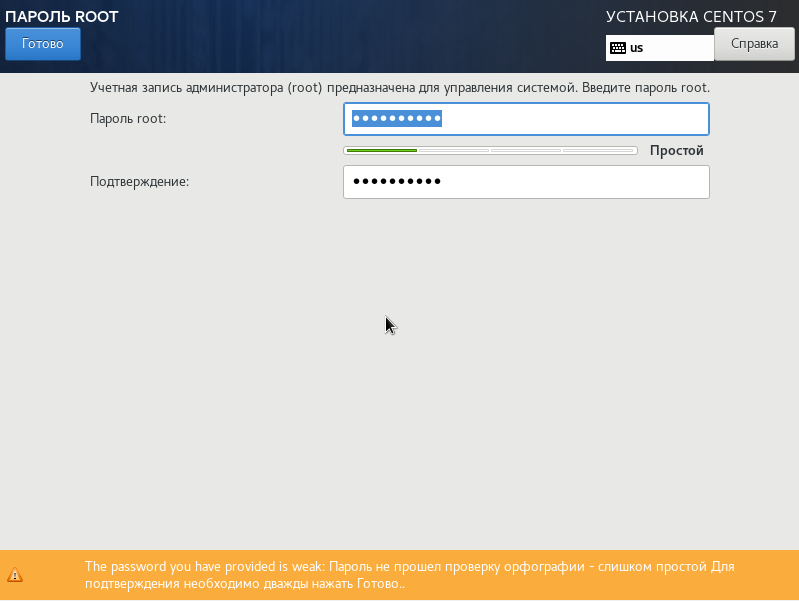 ПАРОЛЬ ROOT
УСТАНОВКА CENTOS 7
Готово
us
Справка
Учетная запись администратора (root) предназначена для управления системой. Введите пароль root.
Пароль root:
••••••••••
Простой
Подтверждение:
••••••••••
The password you have provided is weak: Пароль не прошел проверку орфографии - слишком простой Для
подтверждения необходимо дважды нажать Готово..